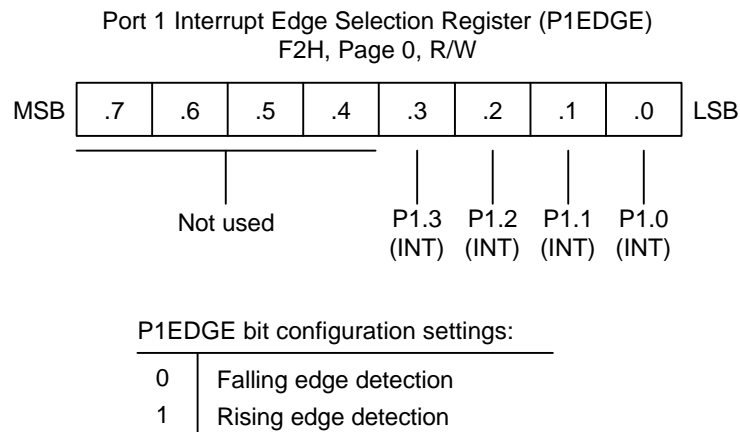 Port 1 Interrupt Edge Selection Register (P1EDGE)
F2H, Page 0, R/W
MSB .7 .6 .5 .4 .3 .2 .1 .0 LSB
Not used P1.3 P1.2 P1.1 P1.0
(INT) (INT) (INT) (INT)
P1EDGE bit configuration settings:
0 Falling edge detection
1 Rising edge detection